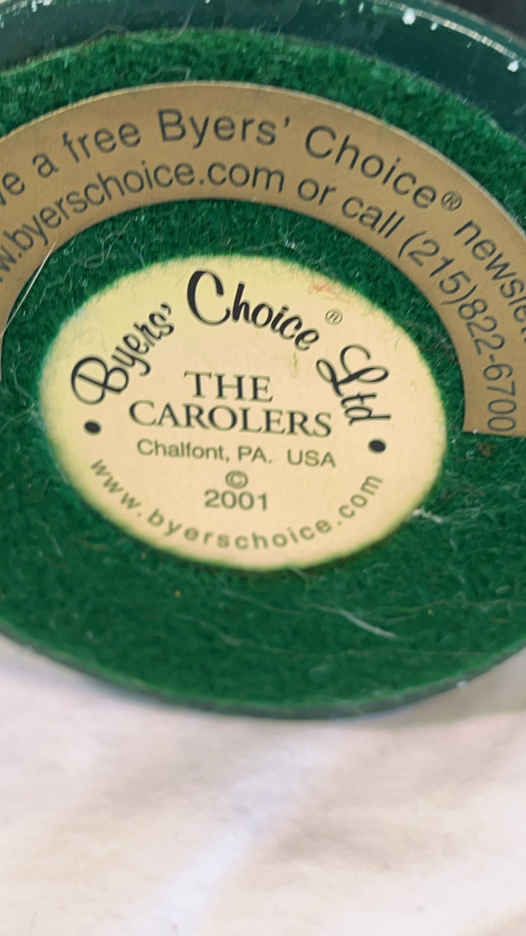 a free Byers' Choice® newsle
byerschoice.com or call (215)822-6700
Byers' Choice® Ltd
THE
CAROLERS
• Chalfont, PA. USA •
©
2001
www.byerschoice.com